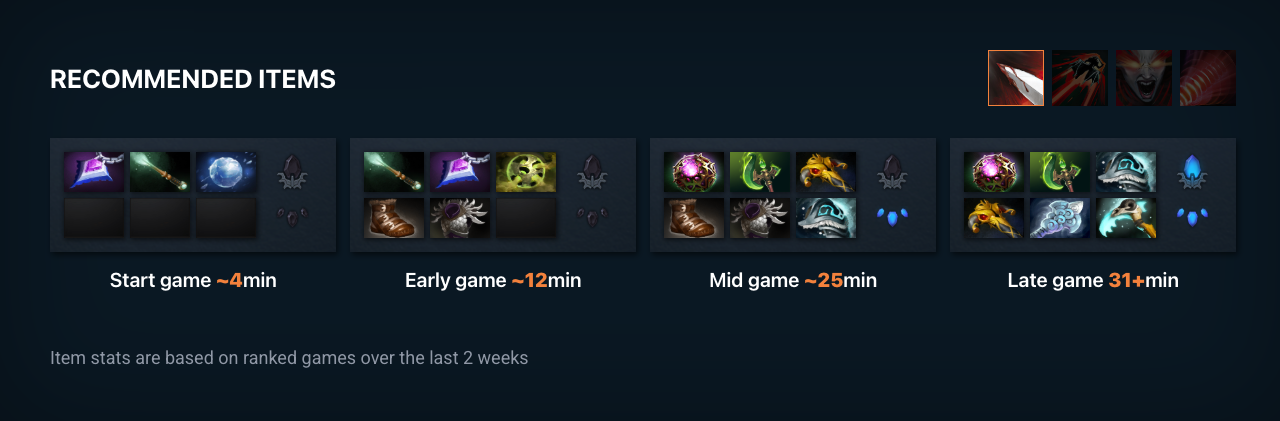 RECOMMENDED ITEMS
Start game ~4min
Early game ~12min
Mid game ~25min
Late game 31+min
Item stats are based on ranked games over the last 2 weeks